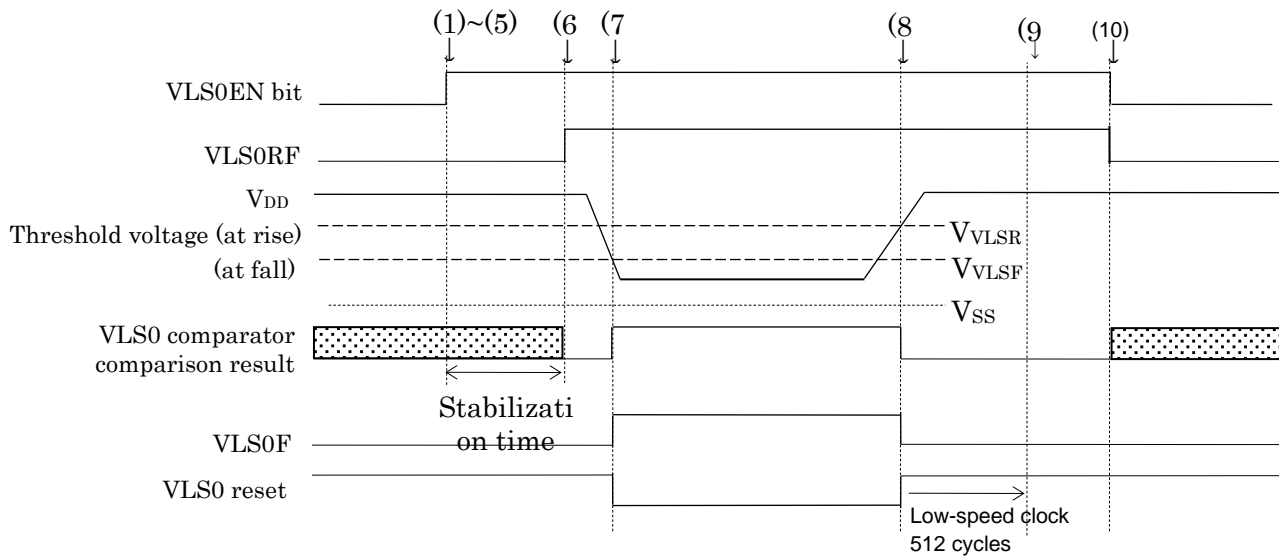 (1)~(5) (6 (7 (8 (9 (10)
VLS0EN bit
VLS0RF
VDD
Threshold voltage (at rise) VVLSR
(at fall) VVLSF
VSS
VLS0 comparator
comparison result
Stabilizati
on time
VLS0F
VLS0 reset
Low-speed clock
512 cycles